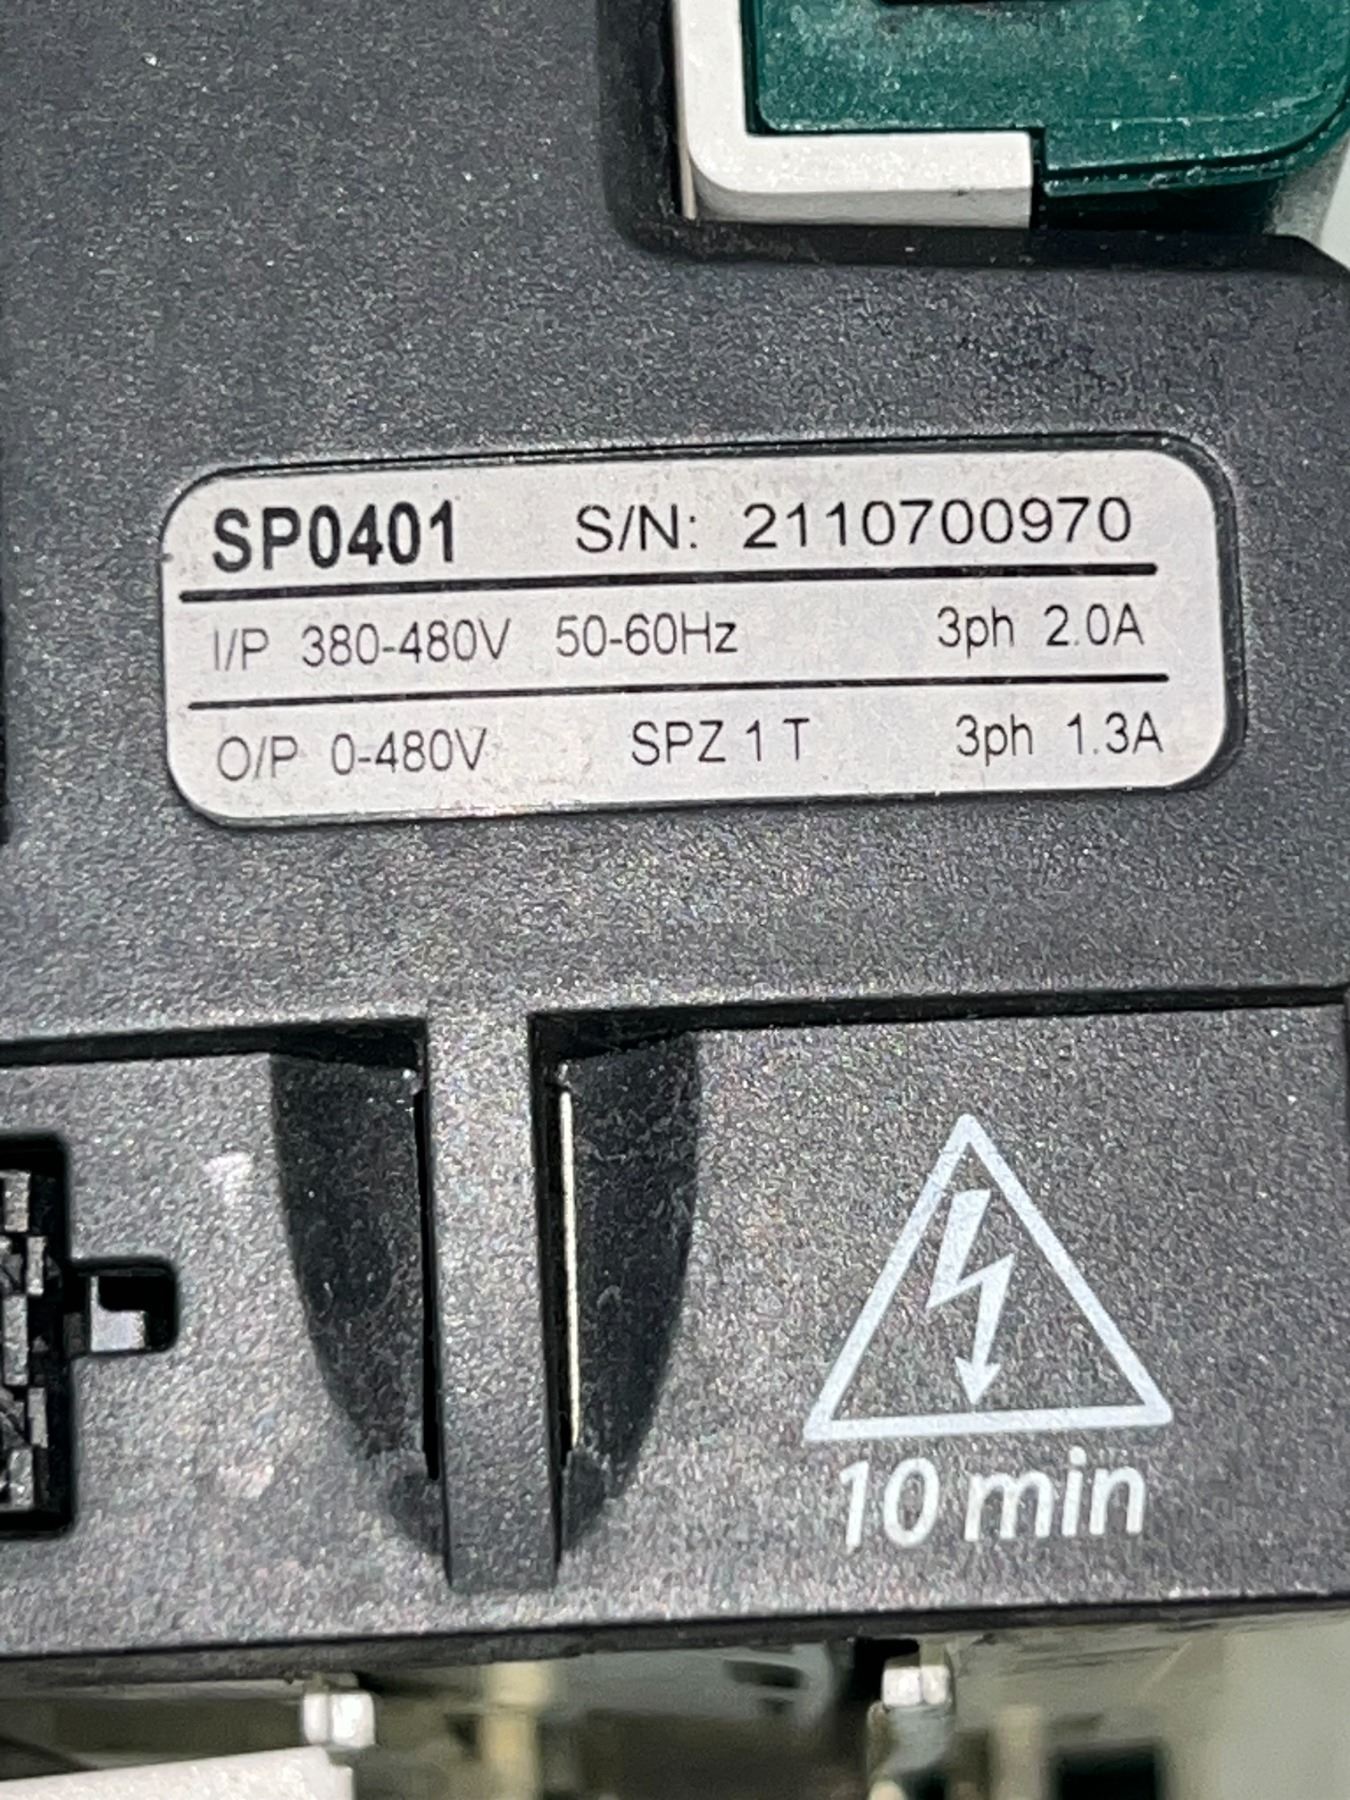 SP0401 S/N: 2110700970
I/P 380-480V 50-60Hz 3ph 2.0A
O/P 0-480V SPZ 1 T 3ph 1.3A
10 min